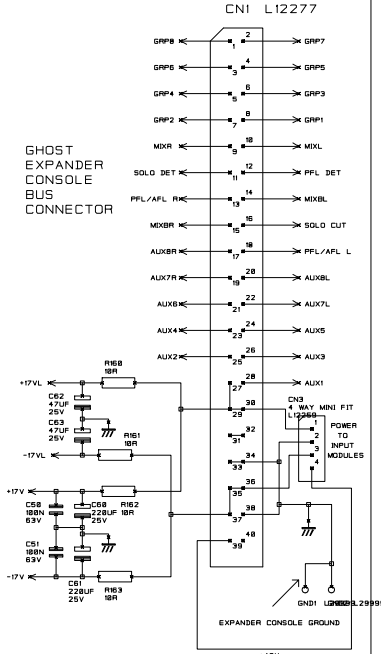 CN1 L12277
GRP8 1 2 GRP7
GRP6 3 4 GRP5
GRP4 5 6 GRP3
GRP2 7 8 GRP1
MIXR 9 10 MIXL
SOLO DET 11 12 PFL DET
PFL/AFL R 13 14 MIXBL
MIXBR 15 16 SOLO CUT
AUX8R 17 18 PFL/AFL L
AUX7R 19 20 AUX8L
AUX6 21 22 AUX7L
AUX4 23 24 AUX5
AUX2 25 26 AUX3
27 28 AUX1
29 30
31 32
33 34
35 36
37 38
39 40
GHOST
EXPANDER
CONSOLE
BUS
CONNECTOR
R160
10R
+17VL
C62
47UF
25V
C63
47UF
25V
R161
10R
-17VL
+17V
R162
10R
C50
100N
63V
C60
220UF
25V
C51
100N
63V
C61
220UF
25V
-17V
R163
10R
CN3
4 WAY MINI FIT
L12259
1
2
3
4
POWER
TO
INPUT
MODULES
GND1
EXPANDER CONSOLE GROUND